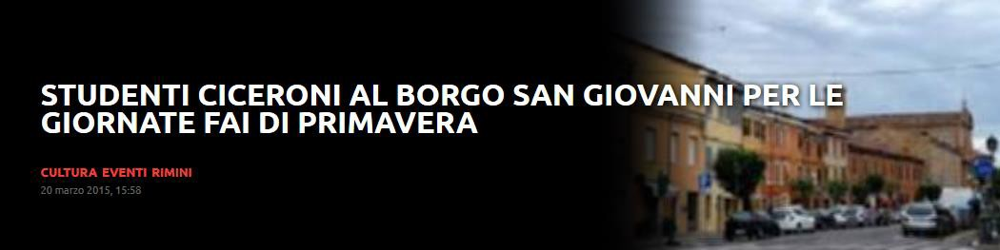 STUDENTI CICERONI AL BORGO SAN GIOVANNI PER LE
GIORNATE FAI DI PRIMAVERA
CULTURA EVENTI RIMINI
20 marzo 2015, 15:58